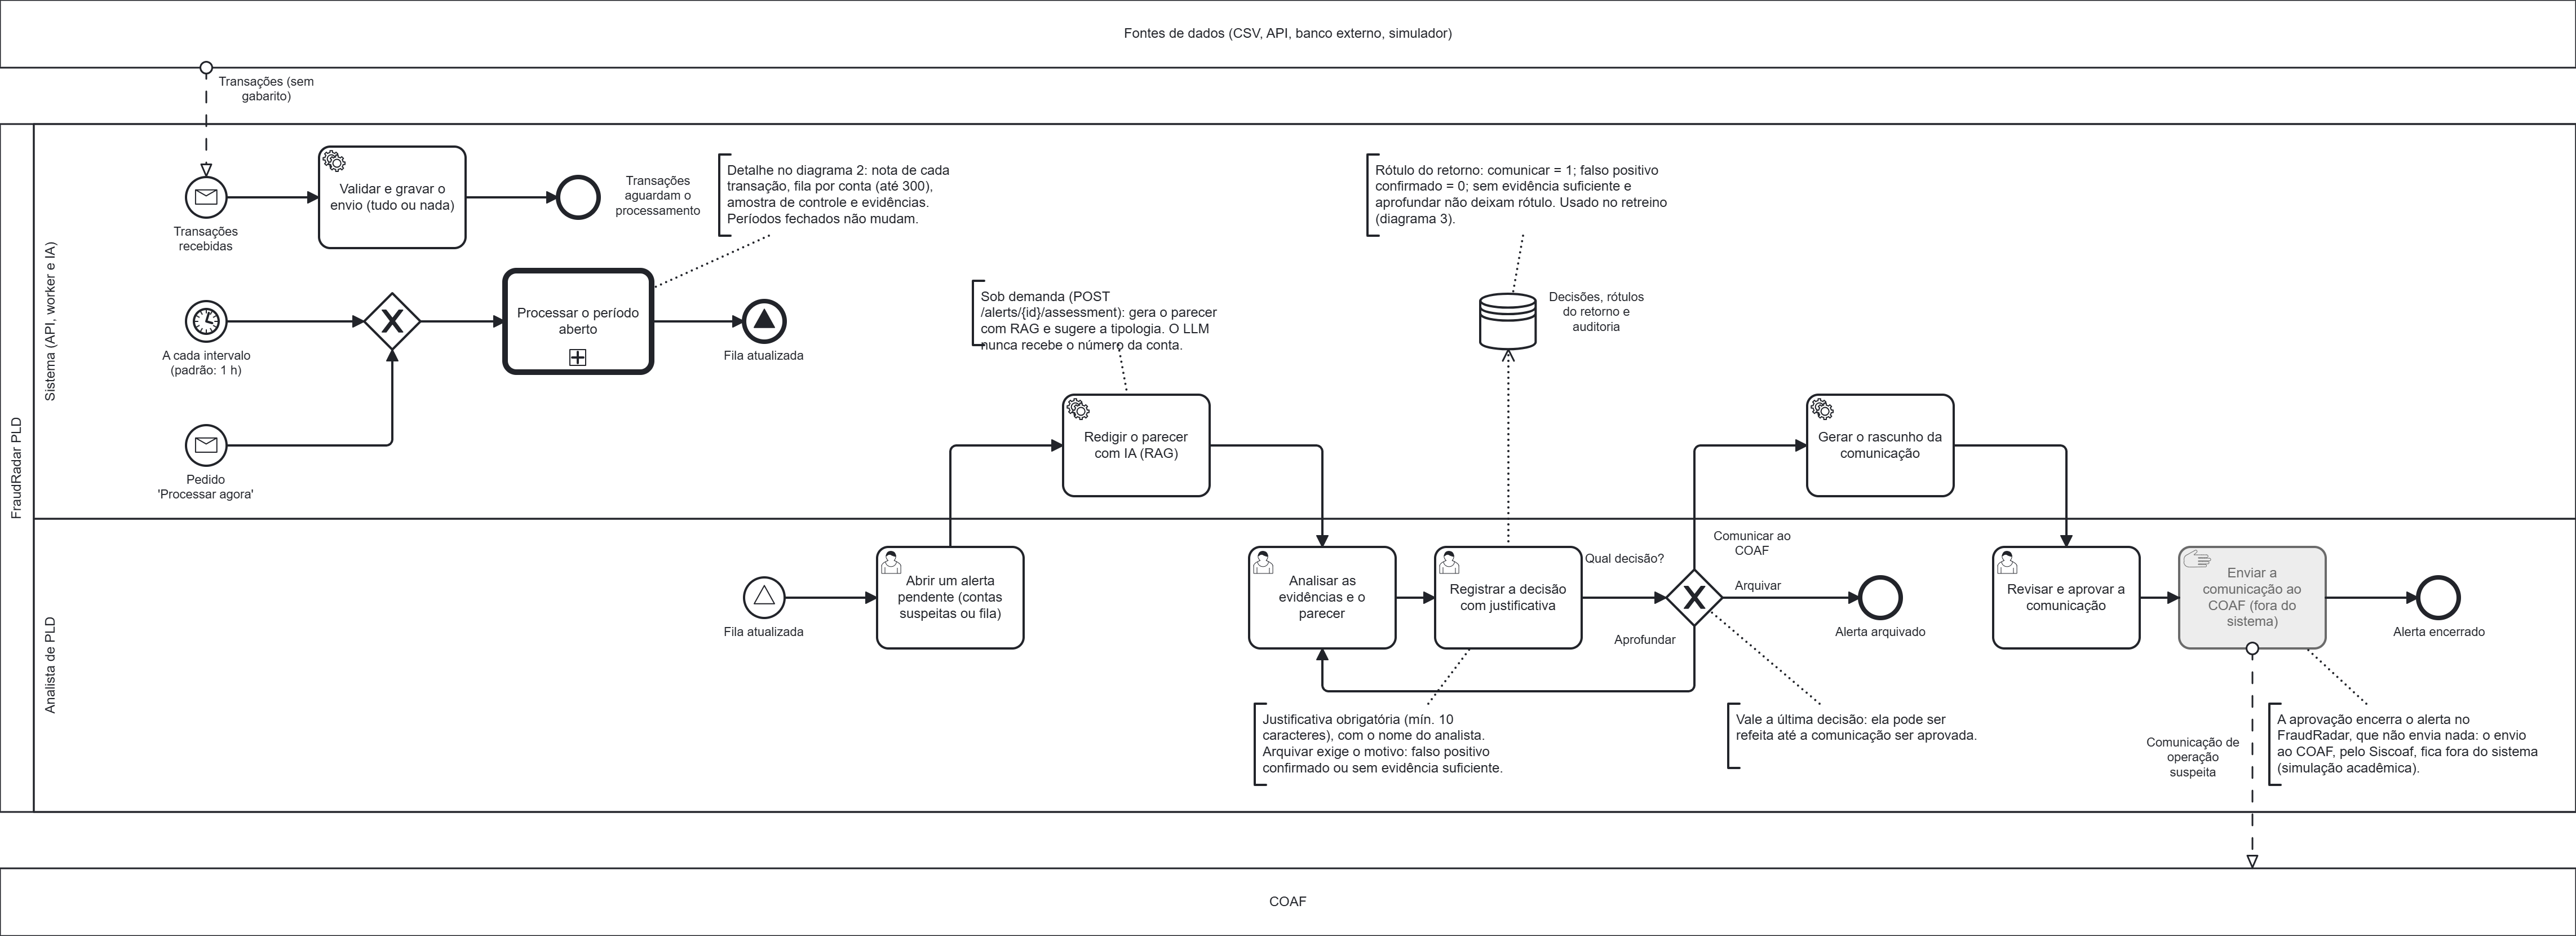 Fontes de dados (CSV, API, banco externo, simulador)
Transações (sem
gabarito)
FraudRadar PLD
Sistema (API, worker e IA)
Transações
recebidas
Validar e gravar o
envio (tudo ou nada)
Transações
aguardam o
processamento
Detalhe no diagrama 2: nota de cada
transação, fila por conta (até 300),
amostra de controle e evidências.
Períodos fechados não mudam.
Rótulo do retorno: comunicar = 1; falso positivo
confirmado = 0; sem evidência suficiente e
aprofundar não deixam rótulo. Usado no retreino
(diagrama 3).
A cada intervalo
(padrão: 1 h)
X
Processar o período
aberto
Fila atualizada
Sob demanda (POST
/alerts/{id}/assessment): gera o parecer
com RAG e sugere a tipologia. O LLM
nunca recebe o número da conta.
Decisões, rótulos
do retorno e
auditoria
Pedido
'Processar agora'
Redigir o parecer
com IA (RAG)
Gerar o rascunho da
comunicação
Analista de PLD
Fila atualizada
Abrir um alerta
pendente (contas
suspeitas ou fila)
Analisar as
evidências e o
parecer
Registrar a decisão
com justificativa
Qual decisão?
X
Comunicar ao
COAF
Arquivar
Aprofundar
Alerta arquivado
Revisar e aprovar a
comunicação
Enviar a
comunicação ao
COAF (fora do
sistema)
Alerta encerrado
Justificativa obrigatória (mín. 10
caracteres), com o nome do analista.
Arquivar exige o motivo: falso positivo
confirmado ou sem evidência suficiente.
Vale a última decisão: ela pode ser
refeita até a comunicação ser aprovada.
Comunicação de
operação
suspeita
A aprovação encerra o alerta no
FraudRadar, que não envia nada: o envio
ao COAF, pelo Siscoaf, fica fora do sistema
(simulação acadêmica).
COAF